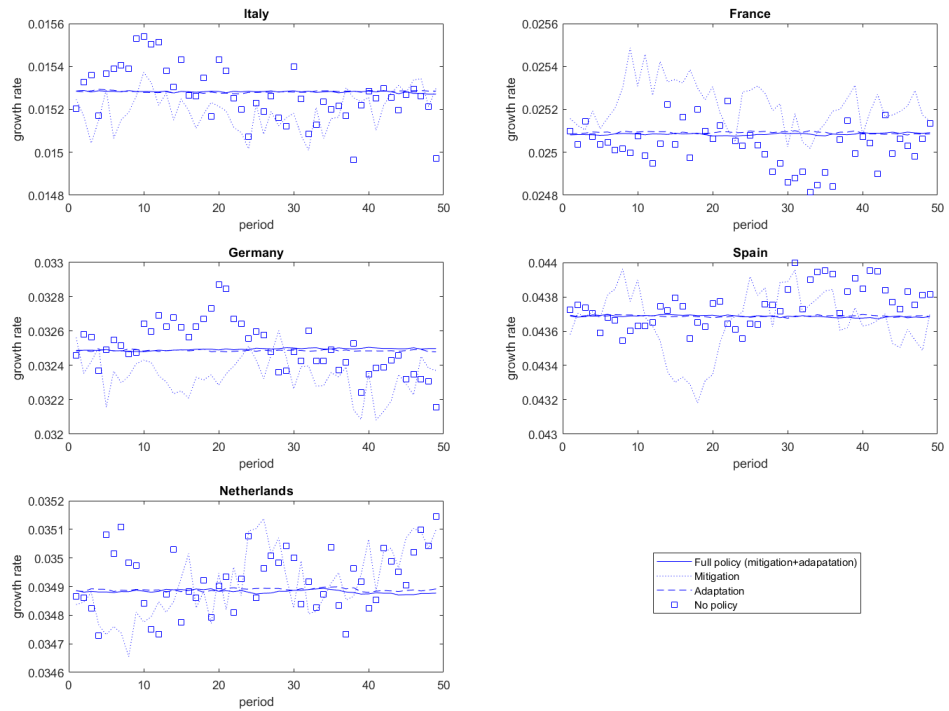 Italy
0.0156
0.0154
0.0152
0.015
0.0148
growth rate
0 10 20 30 40 50
period
France
0.0256
0.0254
0.0252
0.025
0.0248
growth rate
0 10 20 30 40 50
period
Germany
0.033
0.0328
0.0326
0.0324
0.0322
0.032
growth rate
0 10 20 30 40 50
period
Spain
0.044
0.0438
0.0436
0.0434
0.0432
0.043
growth rate
0 10 20 30 40 50
period
Netherlands
0.0352
0.0351
0.035
0.0349
0.0348
0.0347
0.0346
growth rate
0 10 20 30 40 50
period
Full policy (mitigation+adapatation)
Mitigation
Adaptation
No policy